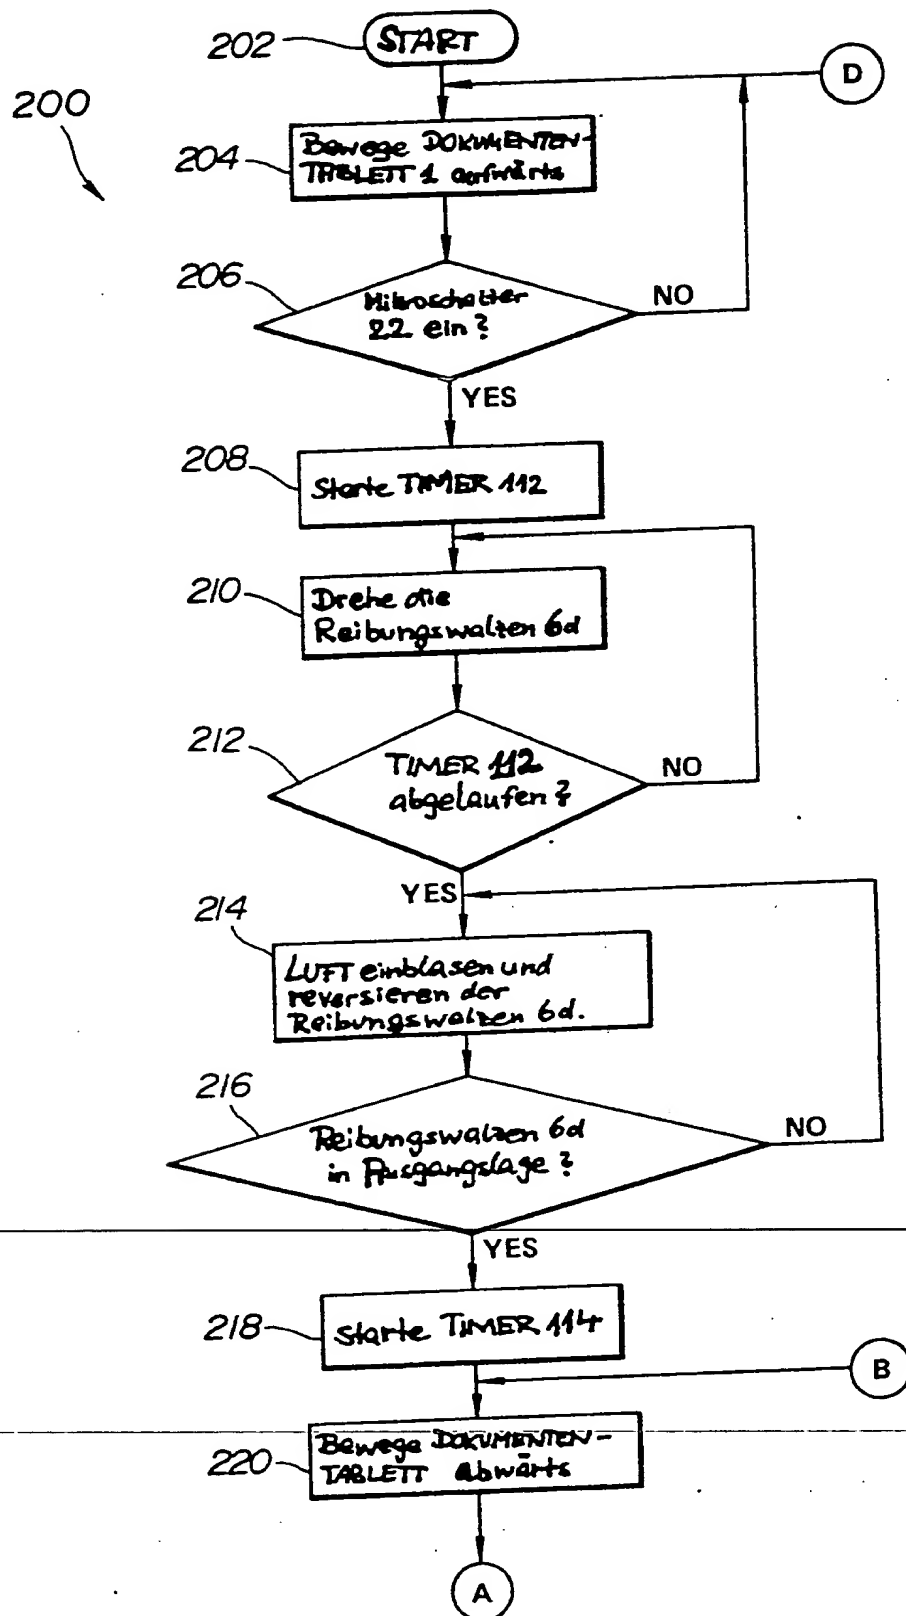 202
START
D
200
204
Bewege DOKUMENTEN-
TABLETT 1 aufwärts
206
Mikroschalter
22 ein?
NO
YES
208
Starte TIMER 112
210
Drehe die
Reibungswalzen 6d
212
TIMER 112
abgelaufen?
NO
YES
214
LUFT einblasen und
reversieren der
Reibungswalzen 6d.
216
Reibungswalzen 6d
in Ausgangslage?
NO
YES
218
starte TIMER 114
B
220
Bewege DOKUMENTEN-
TABLETT abwärts
A